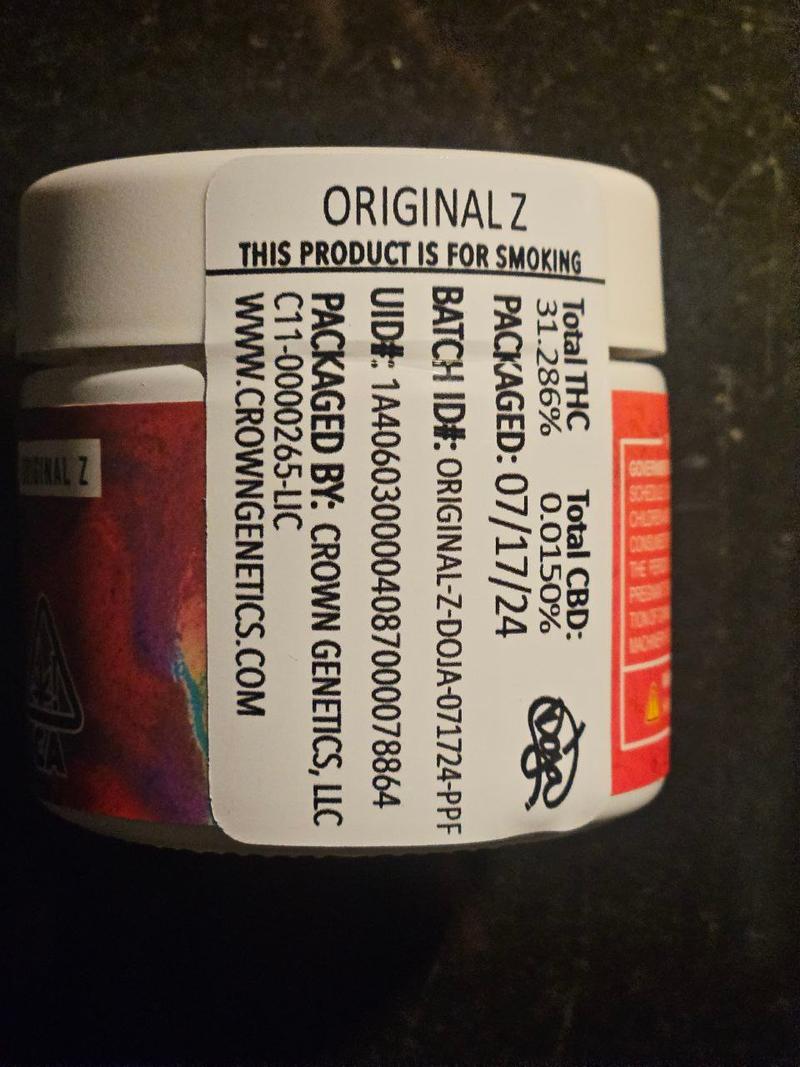 ORIGINAL Z
THIS PRODUCT IS FOR SMOKING
Total THC Total CBD:
31.286% 0.0150%
PACKAGED: 07/17/24
BATCH ID#: ORIGINAL-Z-DOJA-071724-PPF
UID#: 1A4060300004087000078864
PACKAGED BY: CROWN GENETICS, LLC
C11-0000265-LIC
WWW.CROWNGENETICS.COM
Doja
ORIGINAL Z
CA